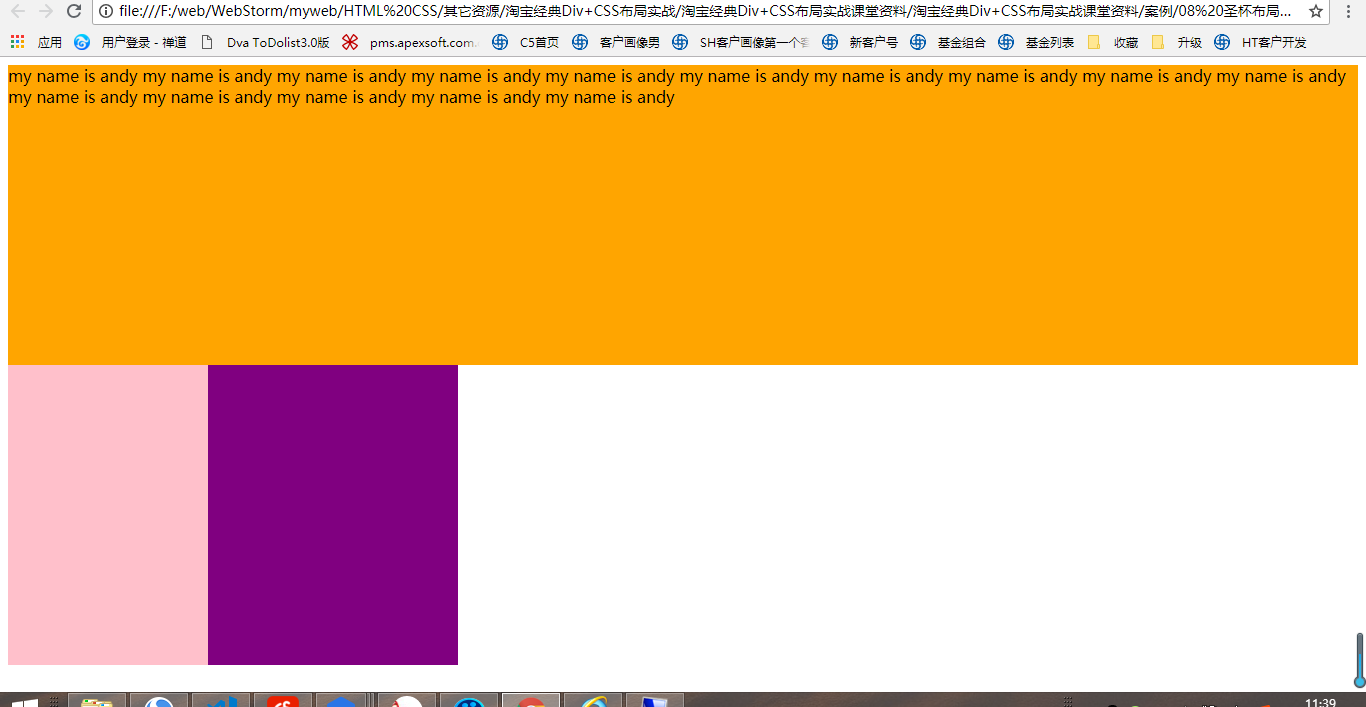 file:///F:/web/WebStorm/myweb/HTML%20CSS/其它资源/淘宝经典Div+CSS布局实战/淘宝经典Div+CSS布局实战课堂资料/淘宝经典Div+CSS布局实战课堂资料/案例/08%20圣杯布局...
应用 用户登录 - 禅道 Dva ToDolist3.0版 pms.apexsoft.com. C5首页 客户画像男 SH客户画像第一个客 新客户号 基金组合 基金列表 收藏 升级 HT客户开发
my name is andy my name is andy my name is andy my name is andy my name is andy my name is andy my name is andy my name is andy my name is andy my name is andy
my name is andy my name is andy my name is andy my name is andy my name is andy
11:39